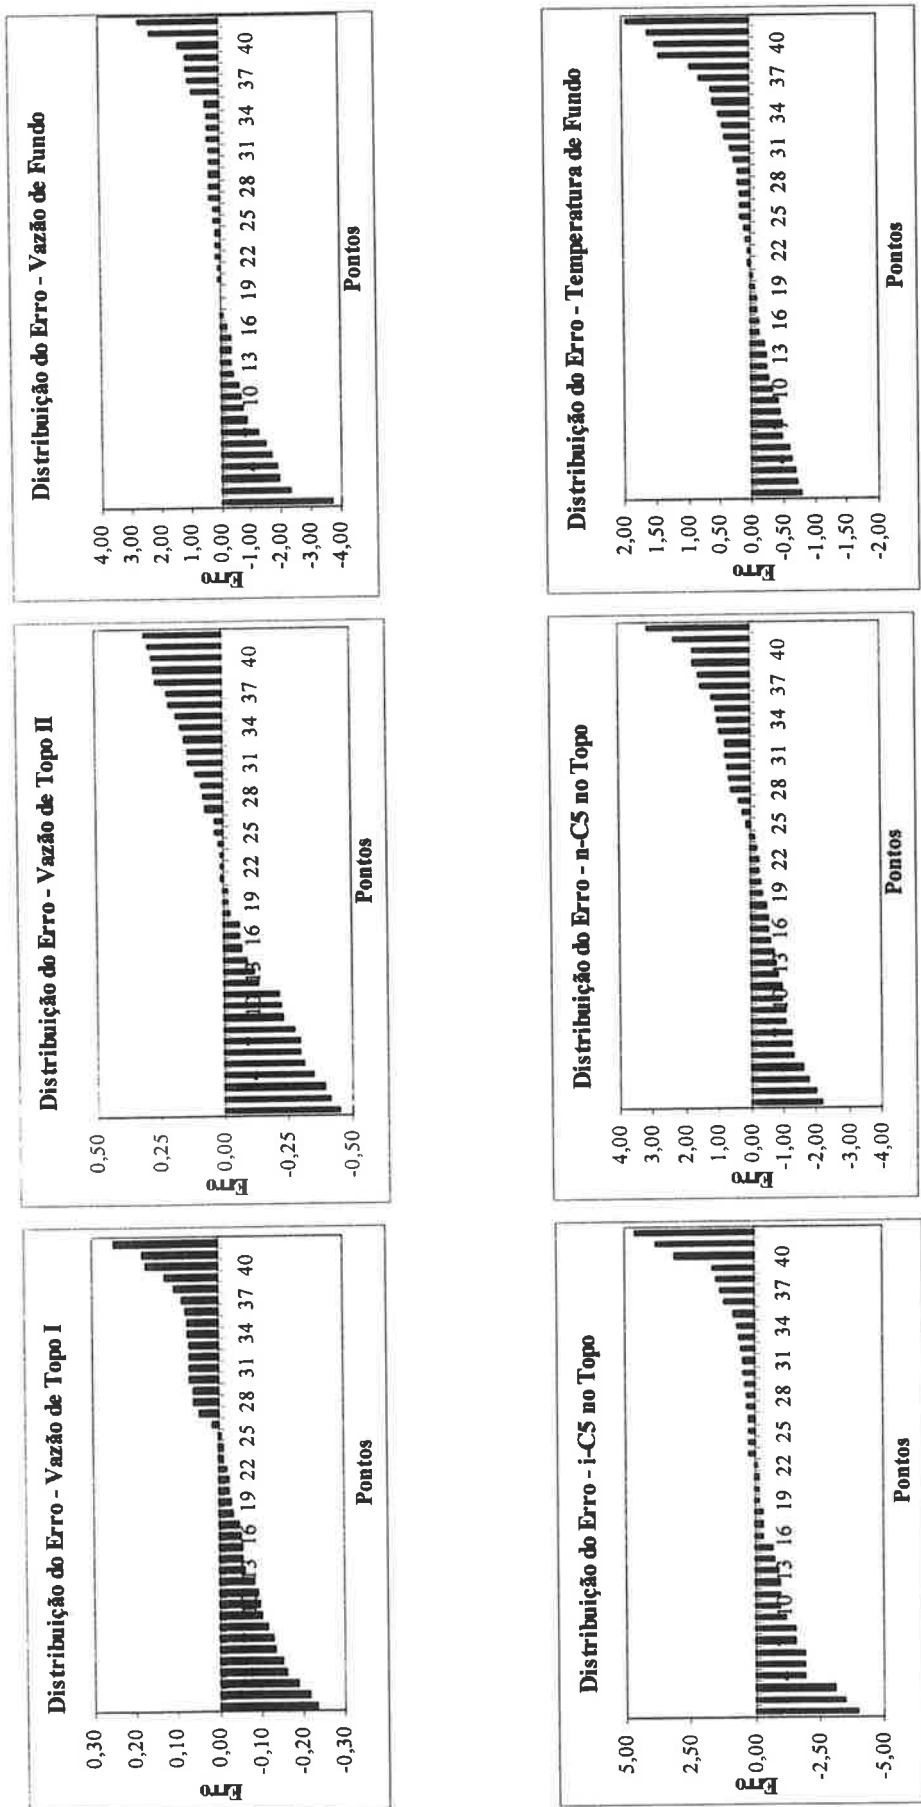 Distribuição do Erro - Vazão de Topo I
0,30
0,20
0,10
0,00
-0,10
-0,20
-0,30
Erro
13 16 19 22 25 28 31 34 37 40
Pontos
Distribuição do Erro - Vazão de Topo II
0,50
0,25
0,00
-0,25
-0,50
Erro
13 16 19 22 25 28 31 34 37 40
Pontos
Distribuição do Erro - Vazão de Fundo
4,00
3,00
2,00
1,00
0,00
-1,00
-2,00
-3,00
-4,00
Erro
10 13 16 19 22 25 28 31 34 37 40
Pontos
Distribuição do Erro - i-C5 no Topo
5,00
2,50
0,00
-2,50
-5,00
Erro
10 13 16 19 22 25 28 31 34 37 40
Pontos
Distribuição do Erro - n-C5 no Topo
4,00
3,00
2,00
1,00
0,00
-1,00
-2,00
-3,00
-4,00
Erro
10 13 16 19 22 25 28 31 34 37 40
Pontos
Distribuição do Erro - Temperatura de Fundo
2,00
1,50
1,00
0,50
0,00
-0,50
-1,00
-1,50
-2,00
Erro
10 13 16 19 22 25 28 31 34 37 40
Pontos